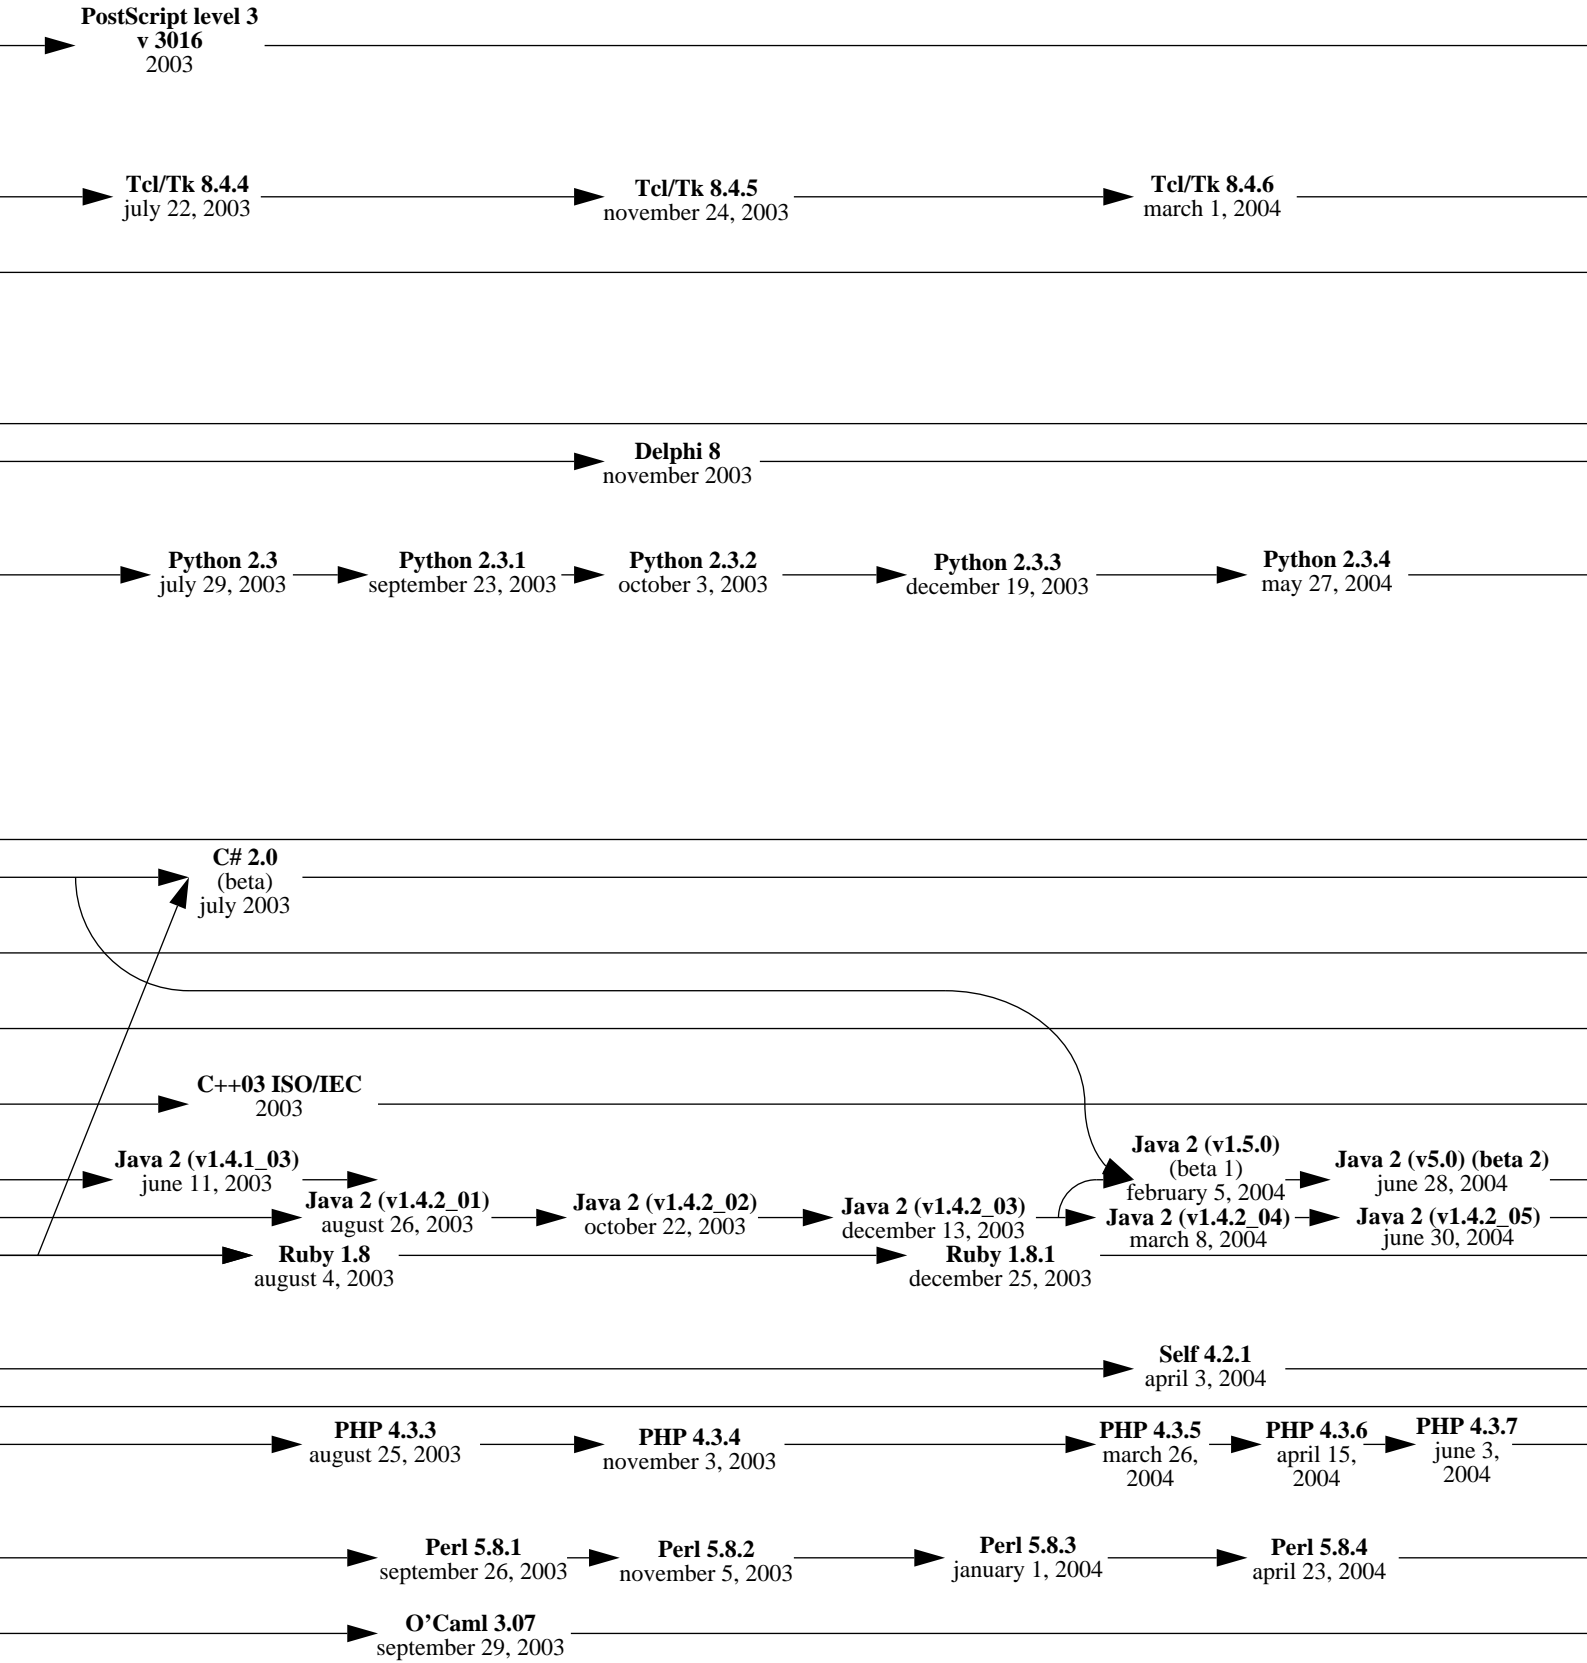 PostScript level 3
v 3016
2003
Tcl/Tk 8.4.4
july 22, 2003
Tcl/Tk 8.4.5
november 24, 2003
Tcl/Tk 8.4.6
march 1, 2004
Delphi 8
november 2003
Python 2.3
july 29, 2003
Python 2.3.1
september 23, 2003
Python 2.3.2
october 3, 2003
Python 2.3.3
december 19, 2003
Python 2.3.4
may 27, 2004
C# 2.0
(beta)
july 2003
C++03 ISO/IEC
2003
Java 2 (v1.4.1_03)
june 11, 2003
Java 2 (v1.5.0)
(beta 1)
february 5, 2004
Java 2 (v5.0) (beta 2)
june 28, 2004
Java 2 (v1.4.2_01)
august 26, 2003
Java 2 (v1.4.2_02)
october 22, 2003
Java 2 (v1.4.2_03)
december 13, 2003
Java 2 (v1.4.2_04)
march 8, 2004
Java 2 (v1.4.2_05)
june 30, 2004
Ruby 1.8
august 4, 2003
Ruby 1.8.1
december 25, 2003
Self 4.2.1
april 3, 2004
PHP 4.3.3
august 25, 2003
PHP 4.3.4
november 3, 2003
PHP 4.3.5
march 26,
2004
PHP 4.3.6
april 15,
2004
PHP 4.3.7
june 3,
2004
Perl 5.8.1
september 26, 2003
Perl 5.8.2
november 5, 2003
Perl 5.8.3
january 1, 2004
Perl 5.8.4
april 23, 2004
O’Caml 3.07
september 29, 2003